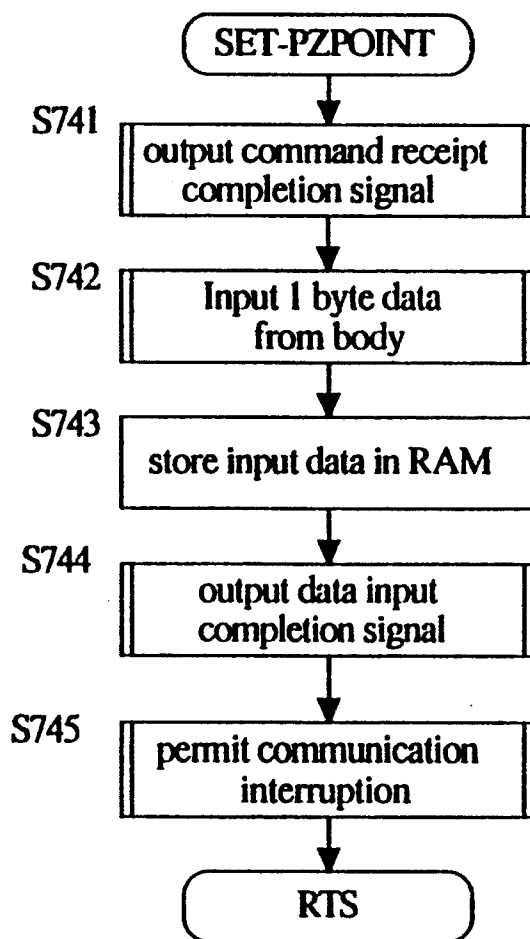 SET-PZPOINT
S741
output command receipt
completion signal
S742
Input 1 byte data
from body
S743
store input data in RAM
S744
output data input
completion signal
S745
permit communication
interruption
RTS